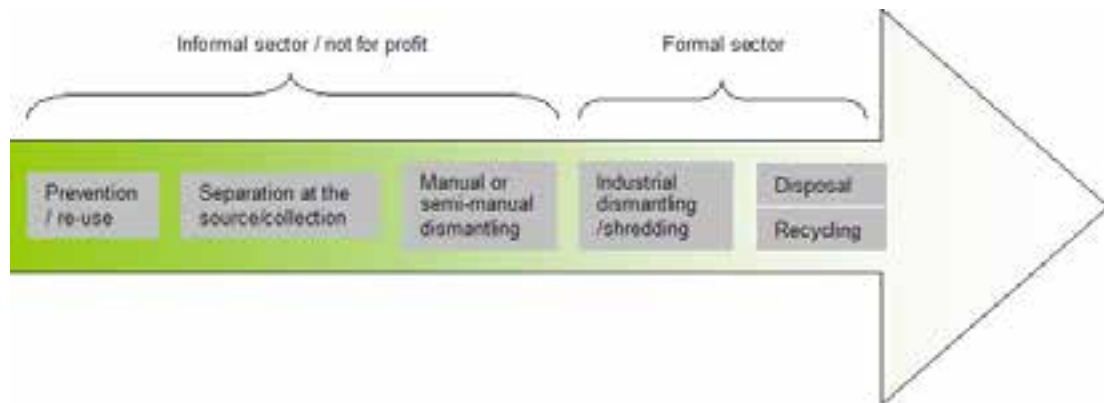 Informal sector / not for profit
Formal sector
Prevention
/ re-use
Separation at the
source/collection
Manual or
semi-manual
dismantling
Industrial
dismantling
/shredding
Disposal
Recycling